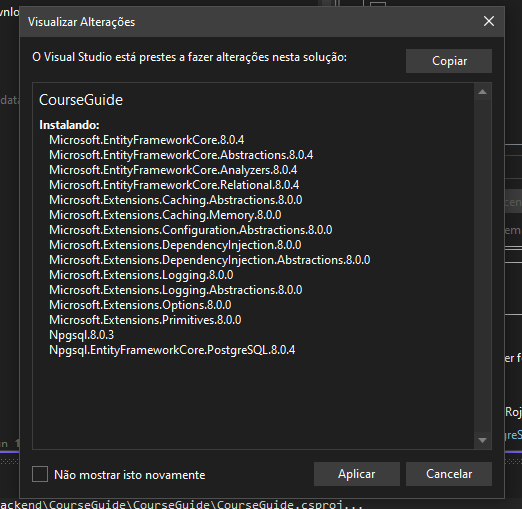 wnlo
Visualizar Alterações
O Visual Studio está prestes a fazer alterações nesta solução:
Copiar
data
CourseGuide
Instalando:
Microsoft.EntityFrameworkCore.8.0.4
Microsoft.EntityFrameworkCore.Abstractions.8.0.4
Microsoft.EntityFrameworkCore.Analyzers.8.0.4
Microsoft.EntityFrameworkCore.Relational.8.0.4
Microsoft.Extensions.Caching.Abstractions.8.0.0
Microsoft.Extensions.Caching.Memory.8.0.0
Microsoft.Extensions.Configuration.Abstractions.8.0.0
Microsoft.Extensions.DependencyInjection.8.0.0
Microsoft.Extensions.DependencyInjection.Abstractions.8.0.0
Microsoft.Extensions.Logging.8.0.0
Microsoft.Extensions.Logging.Abstractions.8.0.0
Microsoft.Extensions.Options.8.0.0
Microsoft.Extensions.Primitives.8.0.0
Npgsql.8.0.3
Npgsql.EntityFrameworkCore.PostgreSQL.8.0.4
Não mostrar isto novamente
Aplicar
Cancelar
ackend\CourseGuide\CourseGuide\CourseGuide.csproj...